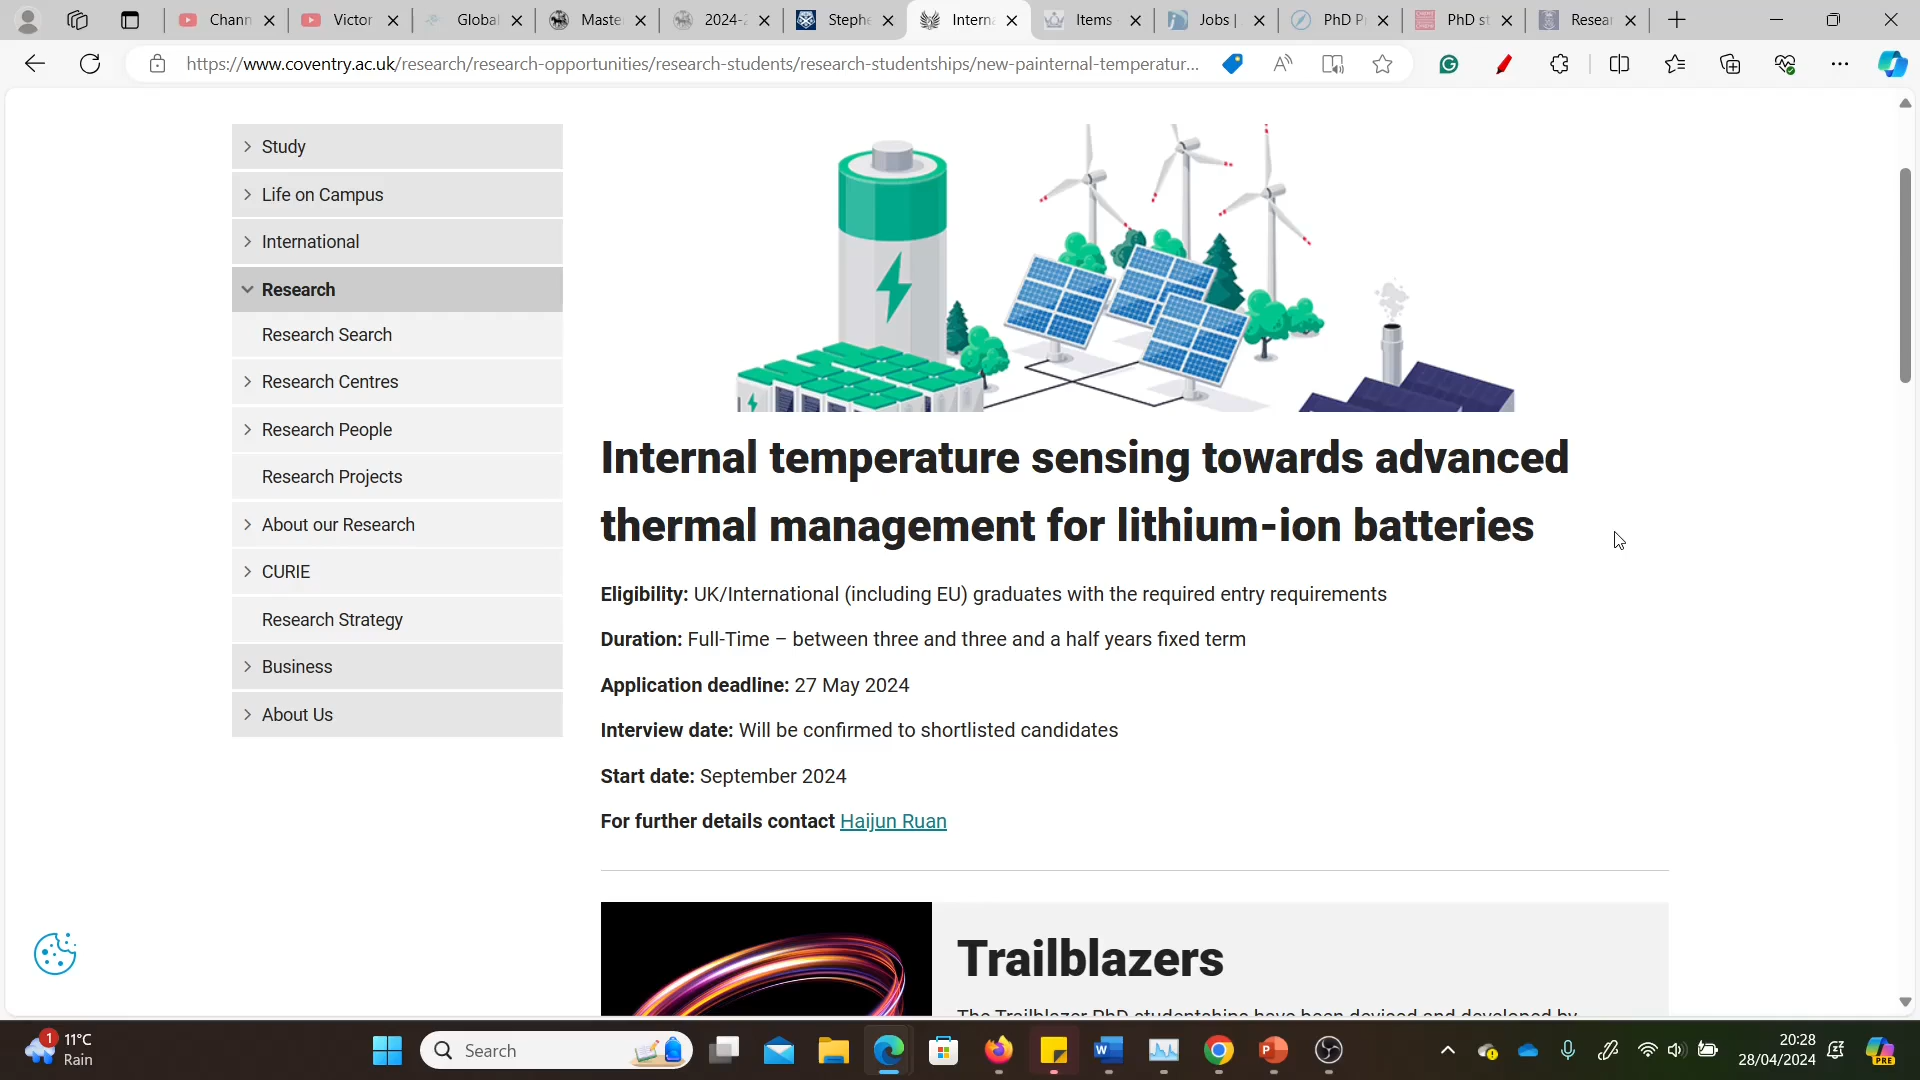 Chann
Victor
Global
Master
2024-2
Stephe
Intern
Items
Jobs |
PhD P
PhD st
Resear
https://www.coventry.ac.uk/research/research-opportunities/research-students/research-studentships/new-painternal-temperatur...
Study
Life on Campus
International
Research
Research Search
Research Centres
Research People
Research Projects
About our Research
CURIE
Research Strategy
Business
About Us
Internal temperature sensing towards advanced
thermal management for lithium-ion batteries
Eligibility: UK/International (including EU) graduates with the required entry requirements
Duration: Full-Time – between three and three and a half years fixed term
Application deadline: 27 May 2024
Interview date: Will be confirmed to shortlisted candidates
Start date: September 2024
For further details contact Haijun Ruan
Trailblazers
The Trailblazer PhD studentships have been devised and developed by
1
11°C
Rain
Search
20:28
28/04/2024
PRE